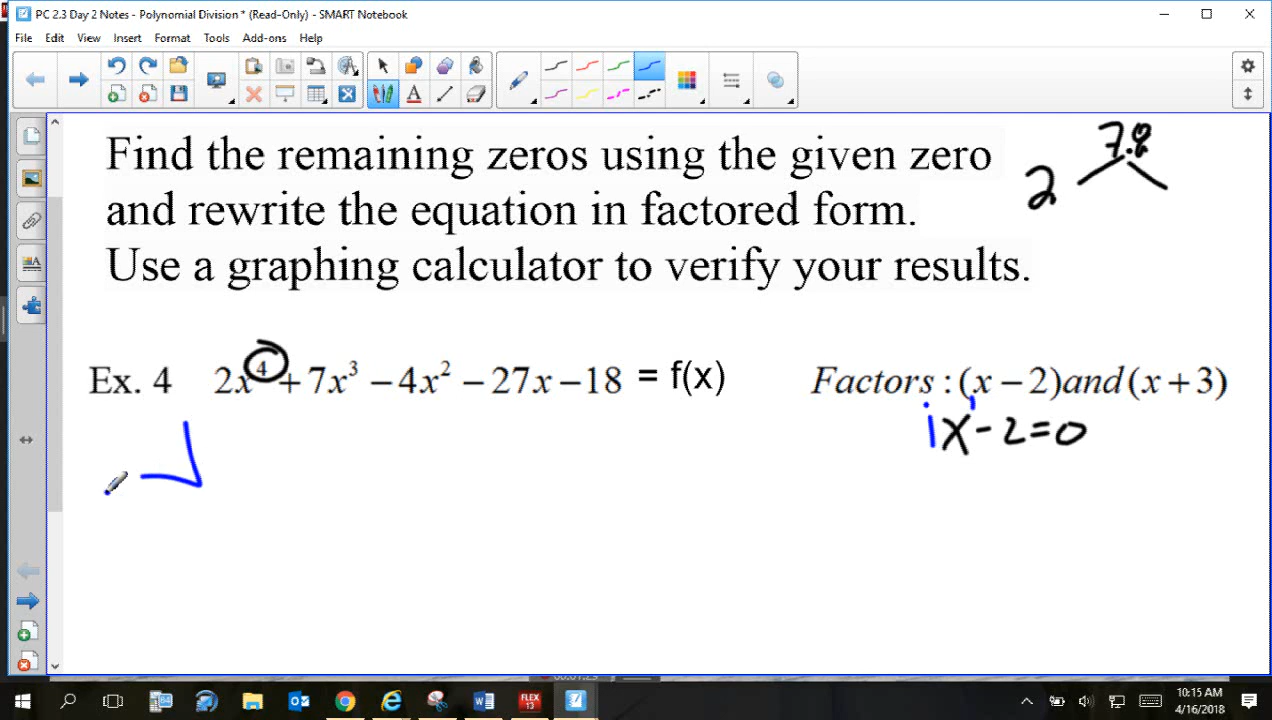 PC 2.3 Day 2 Notes - Polynomial Division * (Read-Only) - SMART Notebook
File Edit View Insert Format Tools Add-ons Help
Find the remaining zeros using the given zero
and rewrite the equation in factored form.
Use a graphing calculator to verify your results.
2
Ex. 4 2x⁴ + 7x³ − 4x² − 27x − 18 = f(x) Factors : (x − 2) and (x + 3)
x - 2 = 0
FLEX
13
10:15 AM
4/16/2018